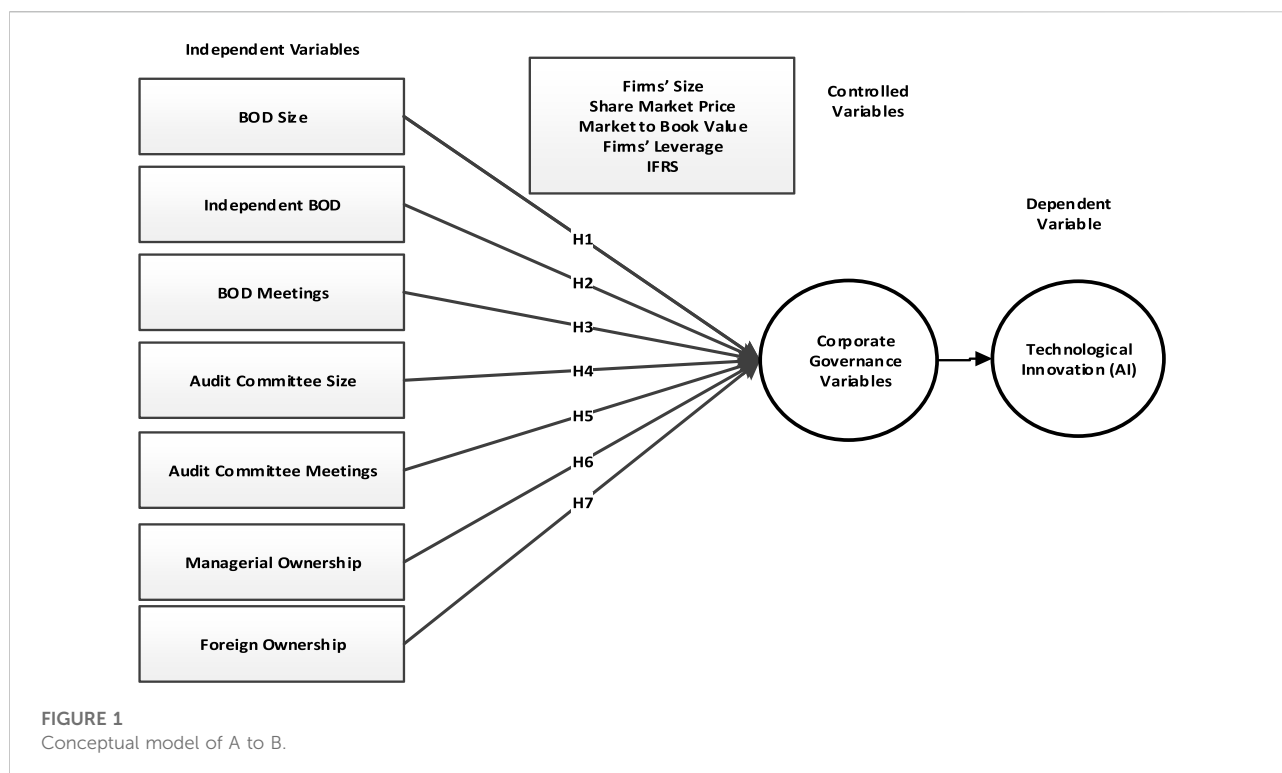 Independent Variables
BOD Size
Independent BOD
BOD Meetings
Audit Committee Size
Audit Committee Meetings
Managerial Ownership
Foreign Ownership
H1
H2
H3
H4
H5
H6
H7
Firms' Size
Share Market Price
Market to Book Value
Firms' Leverage
IFRS
Controlled
Variables
Corporate
Governance
Variables
Dependent
Variable
Technological
Innovation (AI)
FIGURE 1
Conceptual model of A to B.